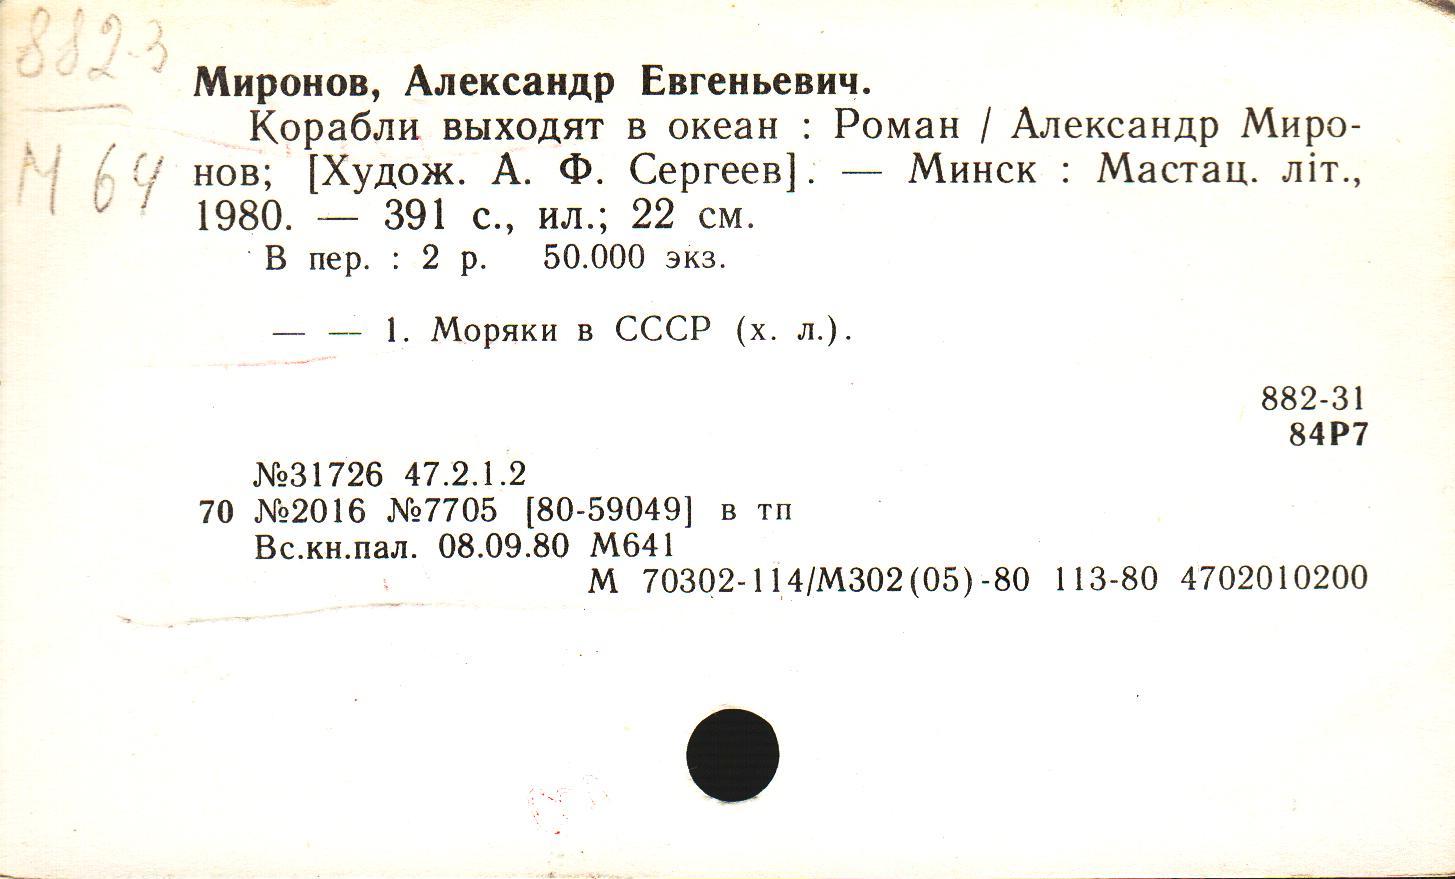 882-3
М 64
Миронов, Александр Евгеньевич.
Корабли выходят в океан : Роман / Александр Миро-
нов; [Худож. А. Ф. Сергеев]. — Минск : Мастац. літ.,
1980. — 391 с., ил.; 22 см.
В пер. : 2 р. 50.000 экз.
— — 1. Моряки в СССР (х. л.).
882-31
84Р7
№31726 47.2.1.2
70 №2016 №7705 [80-59049] в тп
Вс.кн.пал. 08.09.80 М641
М 70302-114/М302(05)-80 113-80 4702010200